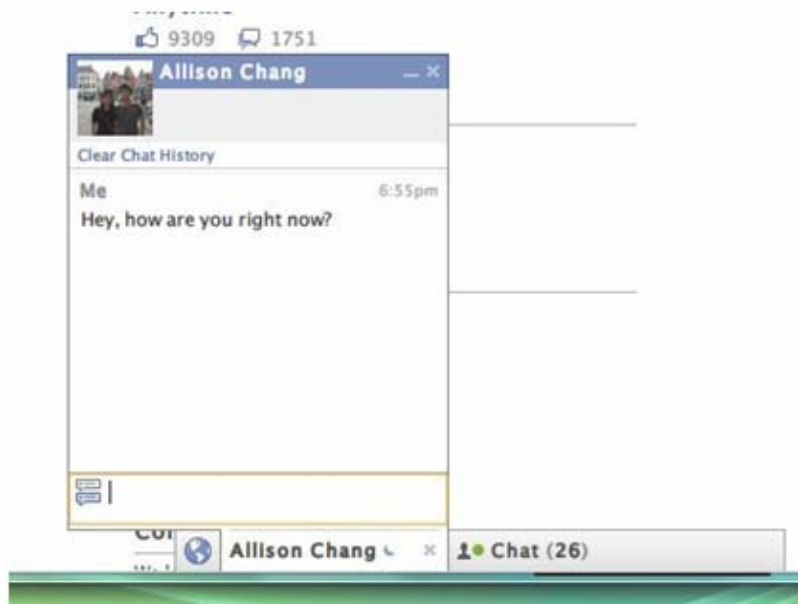 9309 1751
Allison Chang
Clear Chat History
Me 6:55pm
Hey, how are you right now?
Allison Chang
Chat (26)